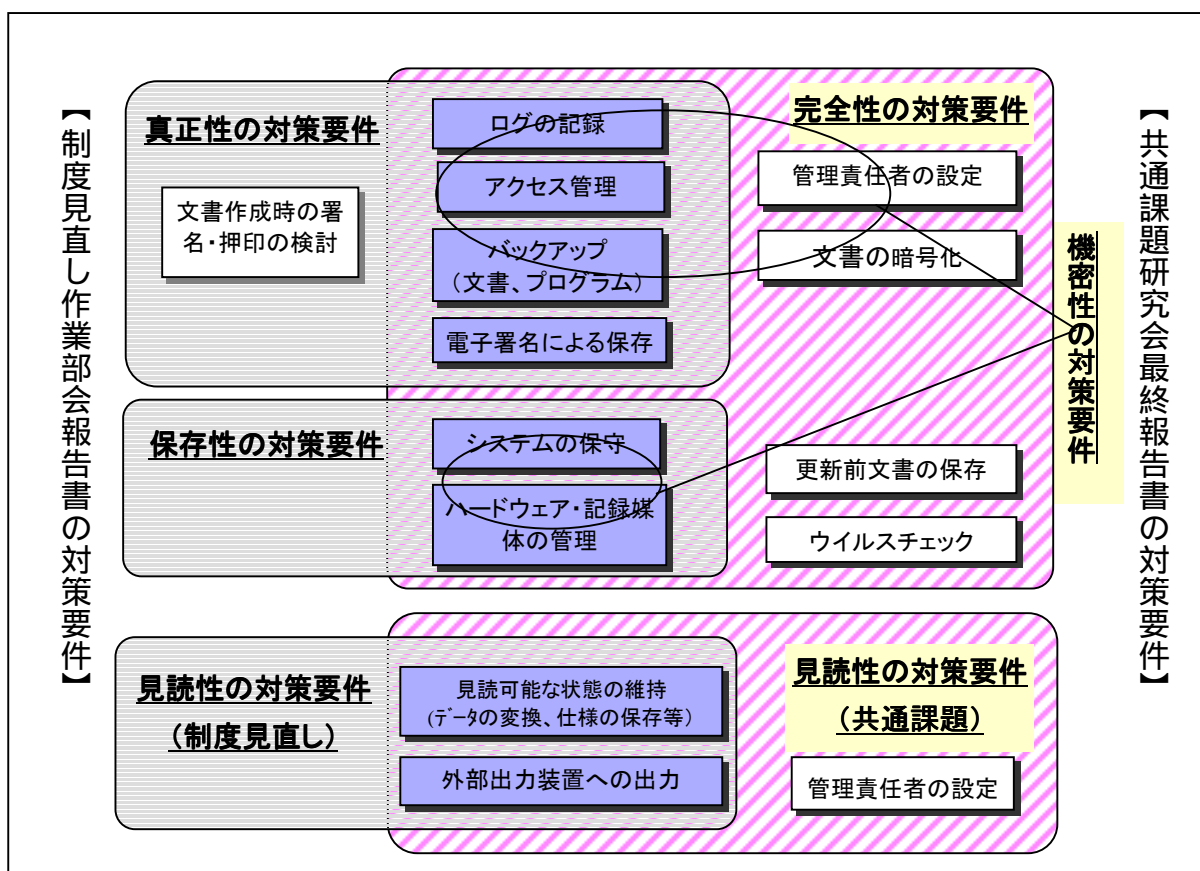 【制度見直し作業部会報告書の対策要件】
真正性の対策要件
文書作成時の署
名・押印の検討
ログの記録
アクセス管理
バックアップ
(文書、プログラム)
電子署名による保存
完全性の対策要件
管理責任者の設定
文書の暗号化
機密性の対策要件
【共通課題研究会最終報告書の対策要件】
保存性の対策要件
システムの保守
ハードウェア・記録媒
体の管理
更新前文書の保存
ウイルスチェック
見読性の対策要件
(制度見直し)
見読可能な状態の維持
(ﾃﾞｰﾀの変換、仕様の保存等)
外部出力装置への出力
見読性の対策要件
(共通課題)
管理責任者の設定